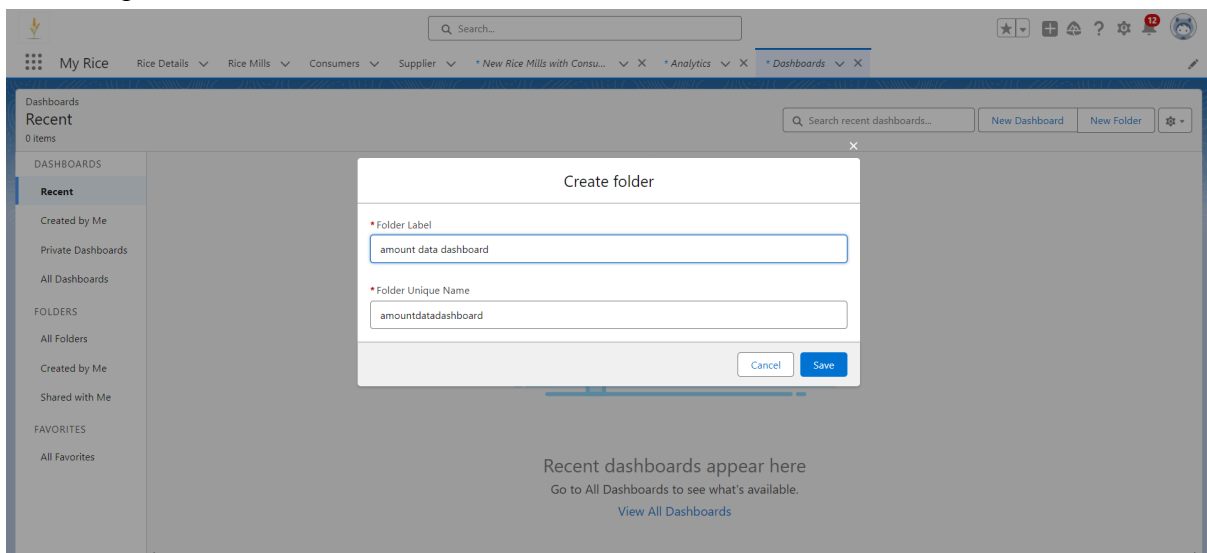 Search...
12
My Rice
Rice Details
Rice Mills
Consumers
Supplier
* New Rice Mills with Consu...
* Analytics
* Dashboards
Dashboards
Recent
0 items
Search recent dashboards...
New Dashboard
New Folder
DASHBOARDS
Recent
Created by Me
Private Dashboards
All Dashboards
FOLDERS
All Folders
Created by Me
Shared with Me
FAVORITES
All Favorites
Create folder
* Folder Label
amount data dashboard
* Folder Unique Name
amountdatadashboard
Cancel
Save
Recent dashboards appear here
Go to All Dashboards to see what's available.
View All Dashboards